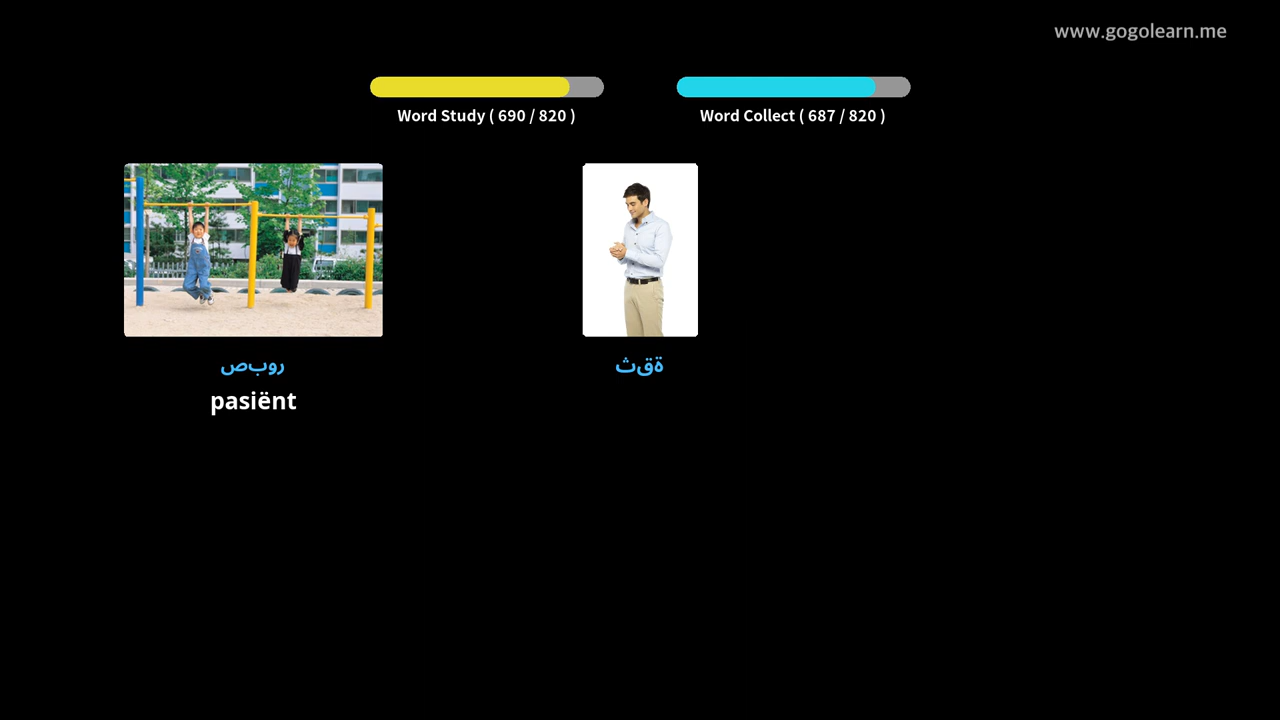 www.gogolearn.me
Word Study ( 690 / 820 )
Word Collect ( 687 / 820 )
روبص
pasiënt
ةقث